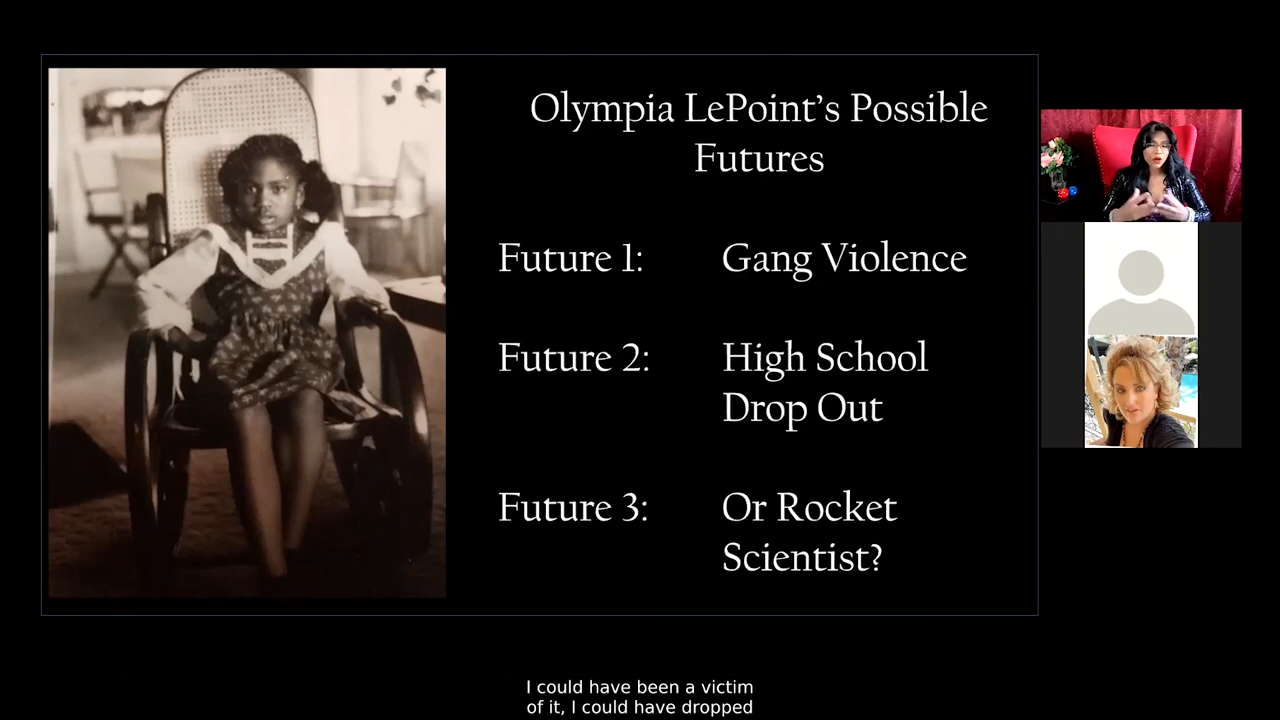 Olympia LePoint’s Possible
Futures
Future 1: Gang Violence
Future 2: High School
Drop Out
Future 3: Or Rocket
Scientist?
I could have been a victim
of it, I could have dropped